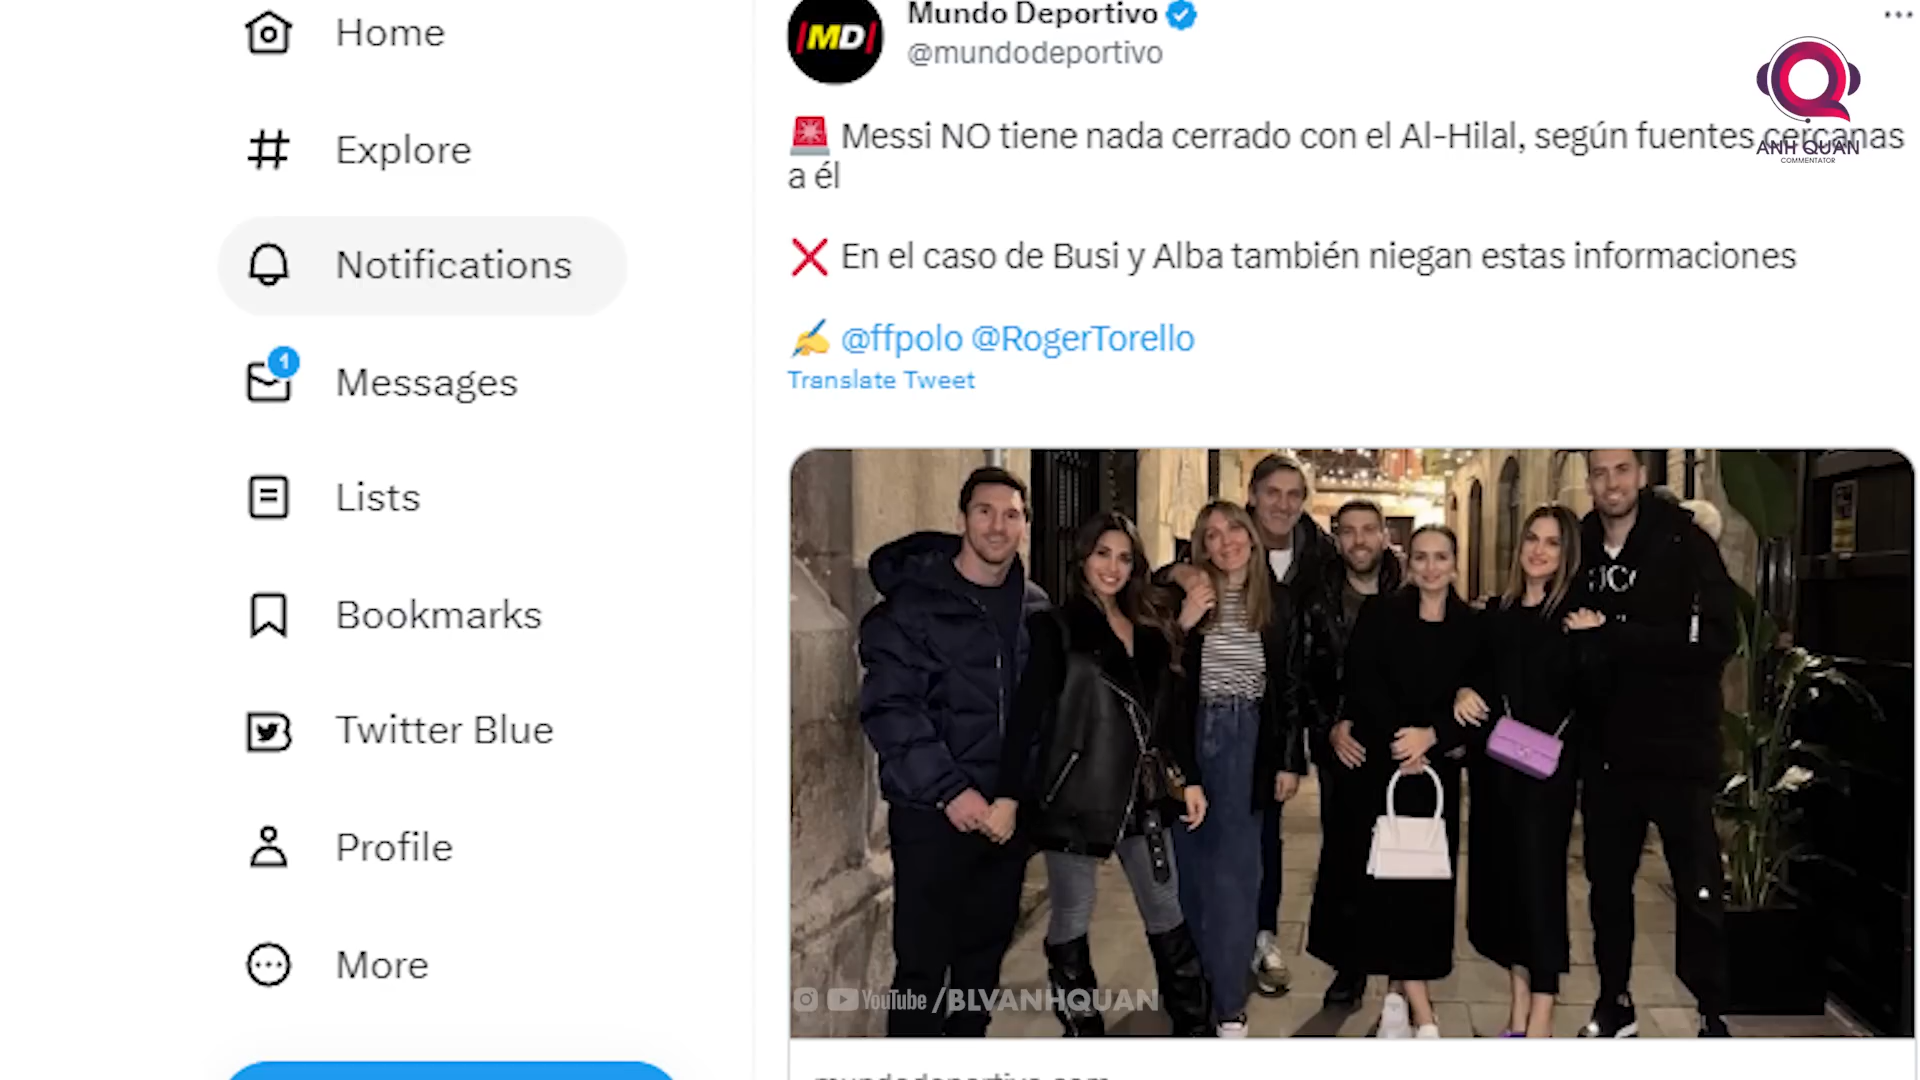 Home
Explore
Notifications
1
Messages
Lists
Bookmarks
Twitter Blue
Profile
More
Mundo Deportivo
@mundodeportivo
|MD|
🚨 Messi NO tiene nada cerrado con el Al-Hilal, según fuentes cercanas
a él
❌ En el caso de Busi y Alba también niegan estas informaciones
✍️ @ffpolo @RogerTorello
Translate Tweet
ANH QUAN
COMMENTATOR
YouTube /BLVANHQUAN
mundodeportivo.com